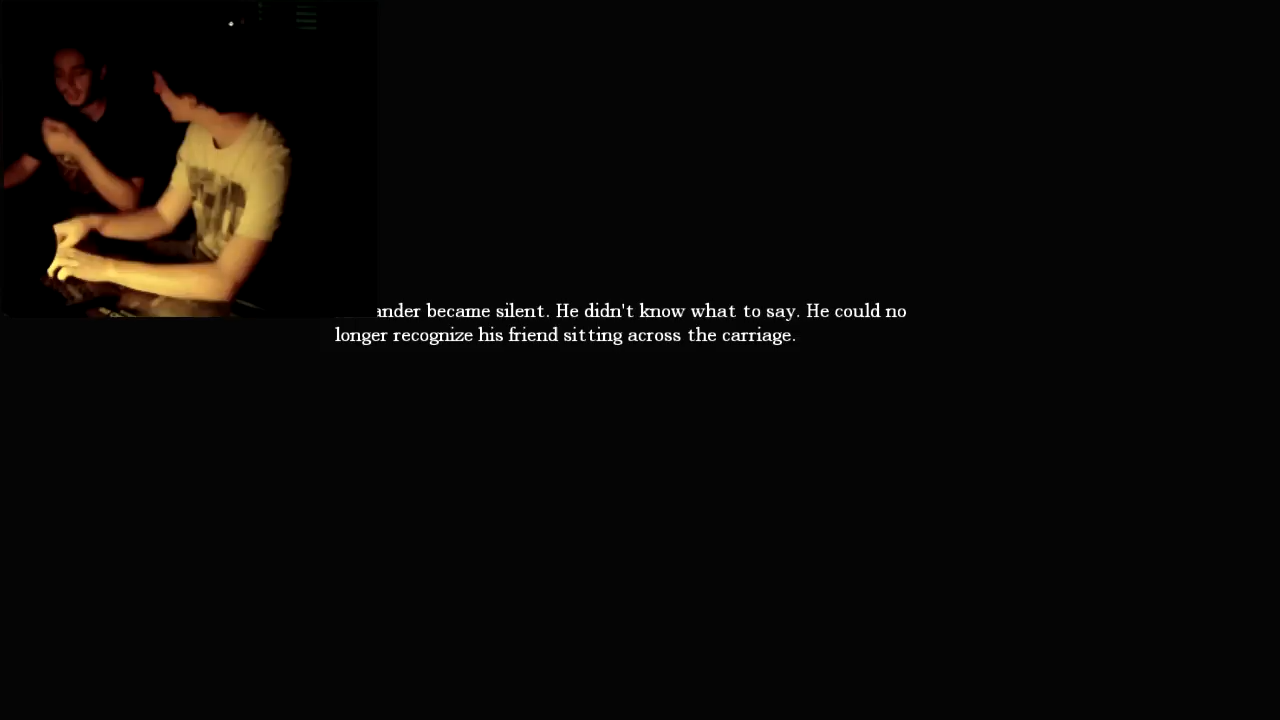 ander became silent. He didn't know what to say. He could no
longer recognize his friend sitting across the carriage.